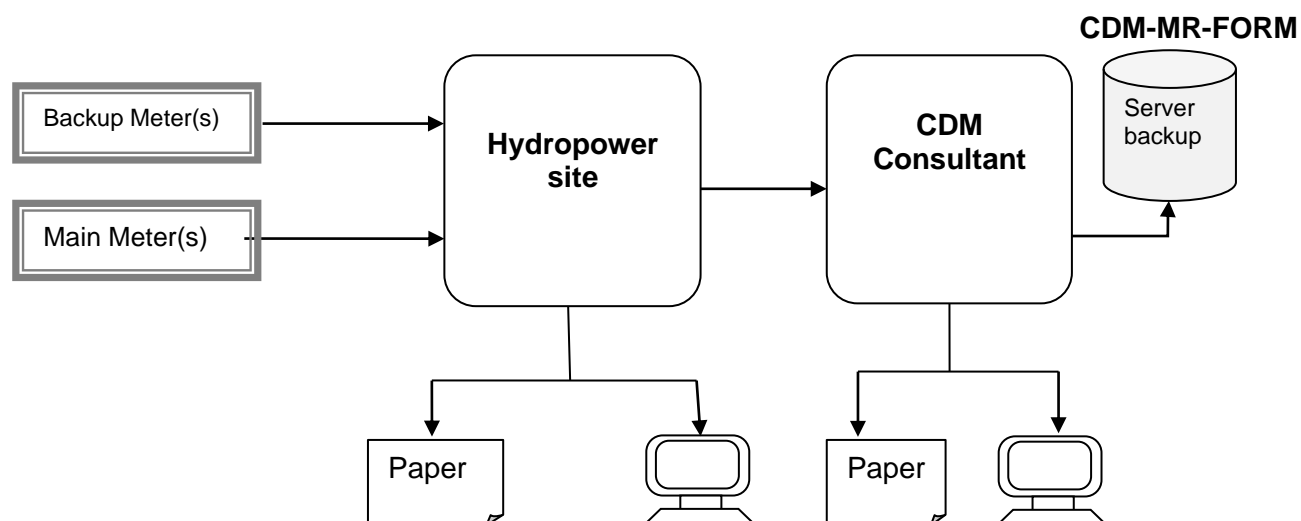 CDM-MR-FORM
Backup Meter(s)
Main Meter(s)
Hydropower
site
CDM
Consultant
Server
backup
Paper
Paper